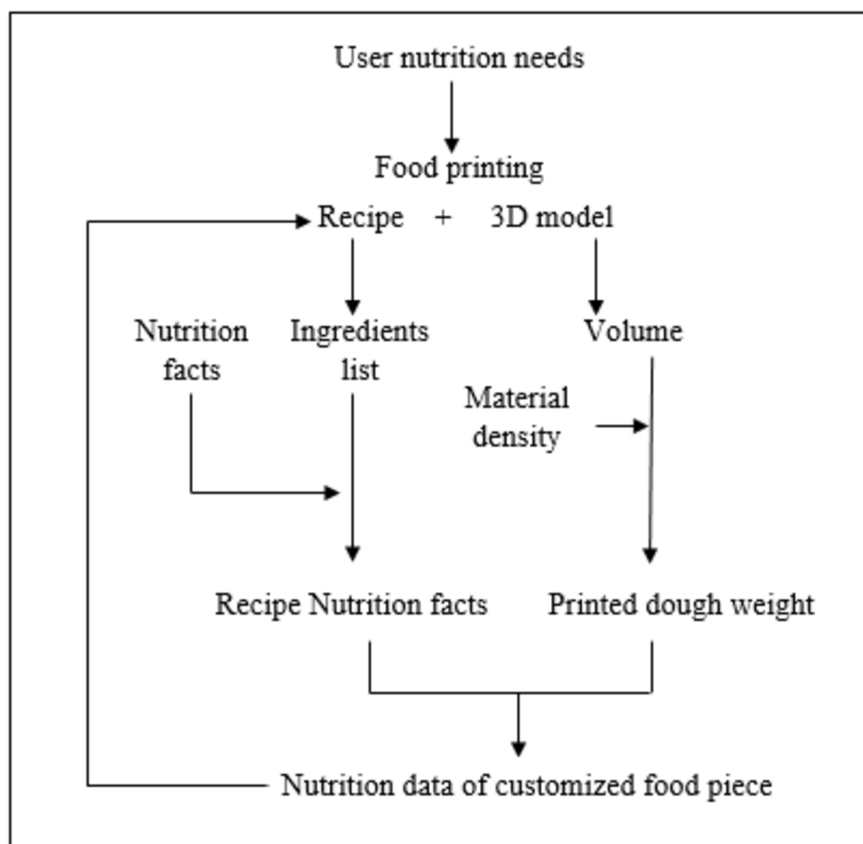 User nutrition needs
Food printing
Recipe + 3D model
Nutrition facts
Ingredients list
Volume
Material density
Recipe Nutrition facts
Printed dough weight
Nutrition data of customized food piece